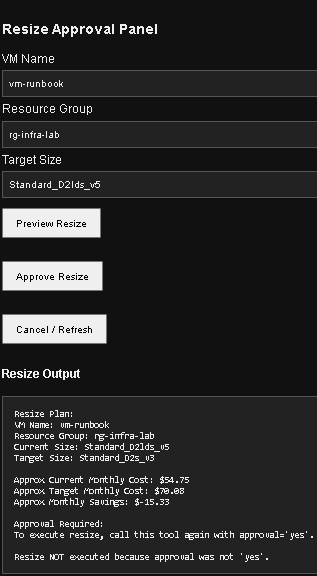 Resize Approval Panel
VM Name
vm-runbook
Resource Group
rg-infra-lab
Target Size
Standard_D2lds_v5
Preview Resize
Approve Resize
Cancel / Refresh
Resize Output
Resize Plan:
VM Name: vm-runbook
Resource Group: rg-infra-lab
Current Size: Standard_D2lds_v5
Target Size: Standard_D2s_v3
Approx Current Monthly Cost: $54.75
Approx Target Monthly Cost: $70.08
Approx Monthly Savings: $-15.33
Approval Required:
To execute resize, call this tool again with approval='yes'.
Resize NOT executed because approval was not 'yes'.